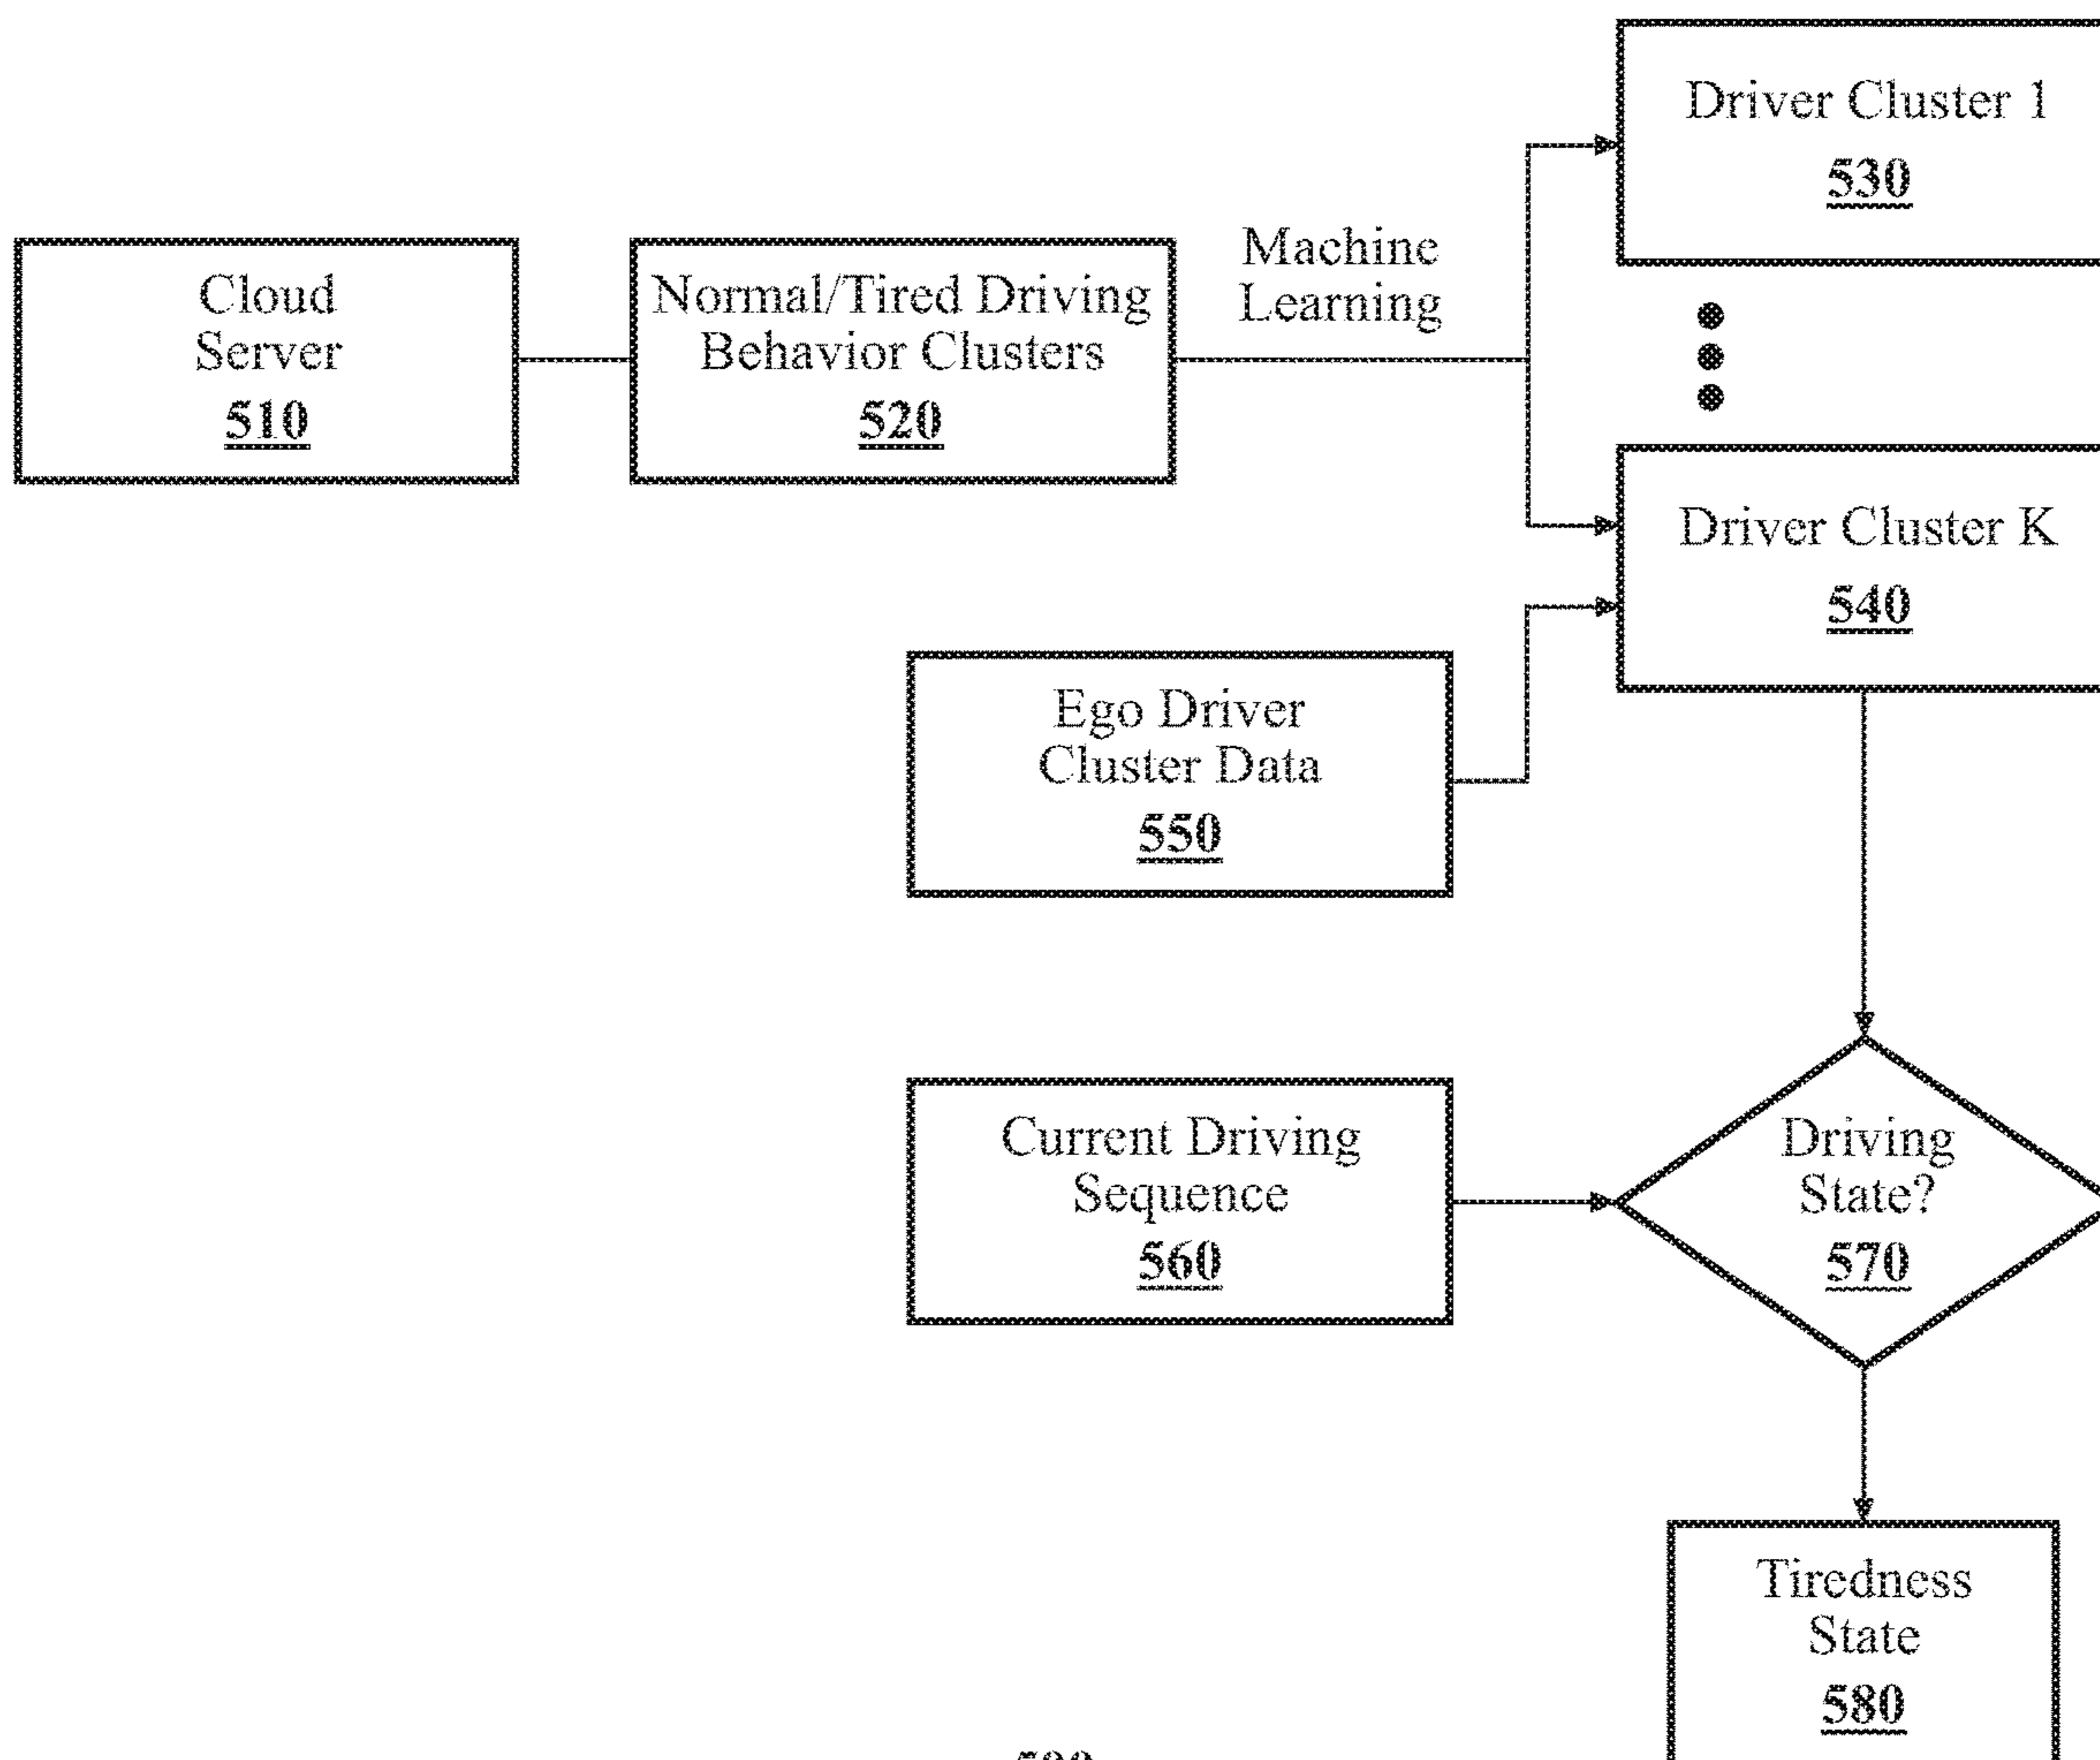 Driver Cluster 1
530
Machine
Learning
Cloud
Server
510
Normal/Tired Driving
Behavior Clusters
520
Driver Cluster K
540
Ego Driver
Cluster Data
550
Current Driving
Sequence
560
Driving
State?
570
Tiredness
State
580